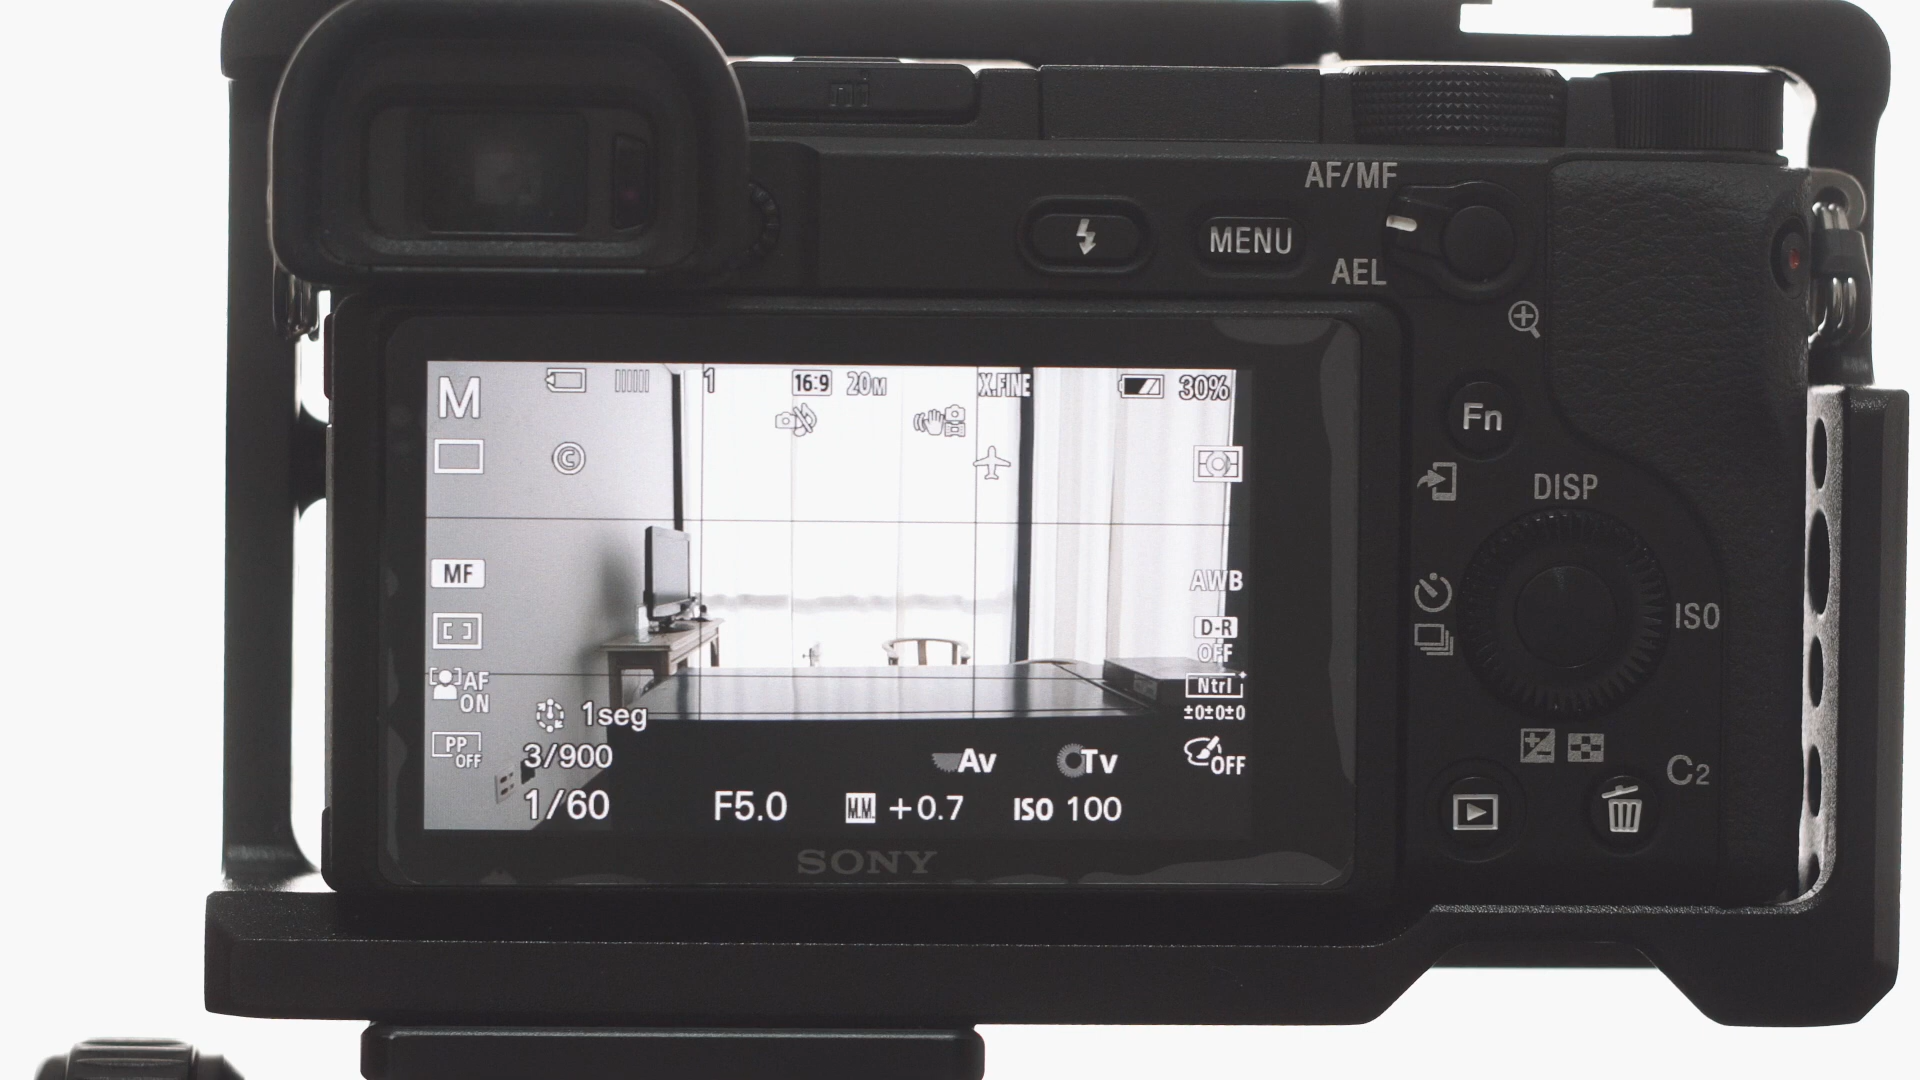 AF/MF
MENU
AEL
Fn
DISP
ISO
C2
M
1
16:9
20M
X.FINE
30%
©
MF
AWB
D-R
OFF
AF
ON
Ntrl
±0±0±0
1seg
PP
OFF
3/900
Av
Tv
OFF
1/60
F5.0
M.M.
+0.7
ISO 100
SONY